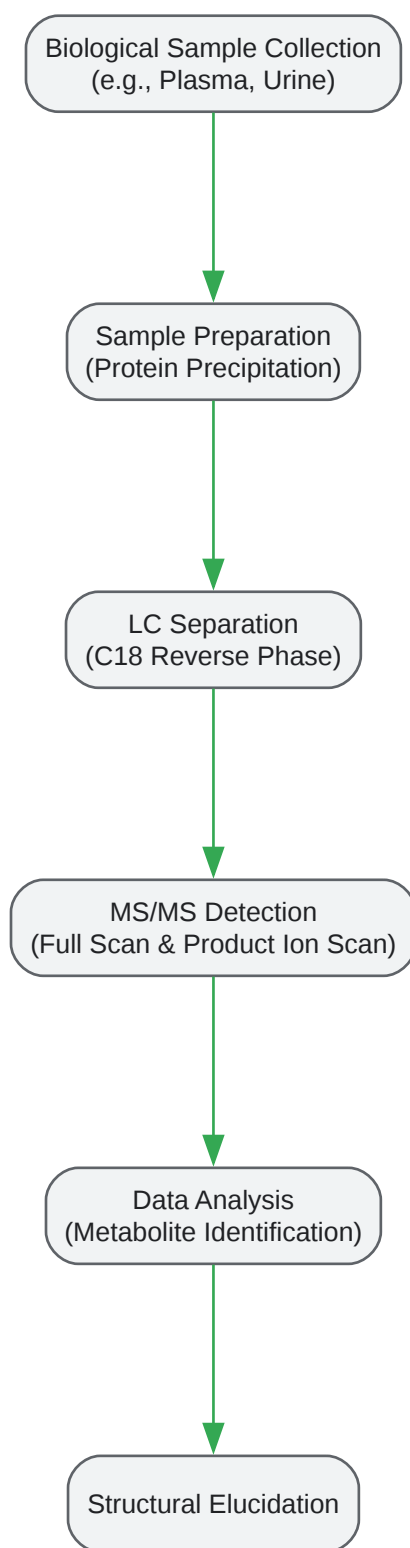 Biological Sample Collection
(e.g., Plasma, Urine)
Sample Preparation
(Protein Precipitation)
LC Separation
(C18 Reverse Phase)
MS/MS Detection
(Full Scan & Product Ion Scan)
Data Analysis
(Metabolite Identification)
Structural Elucidation